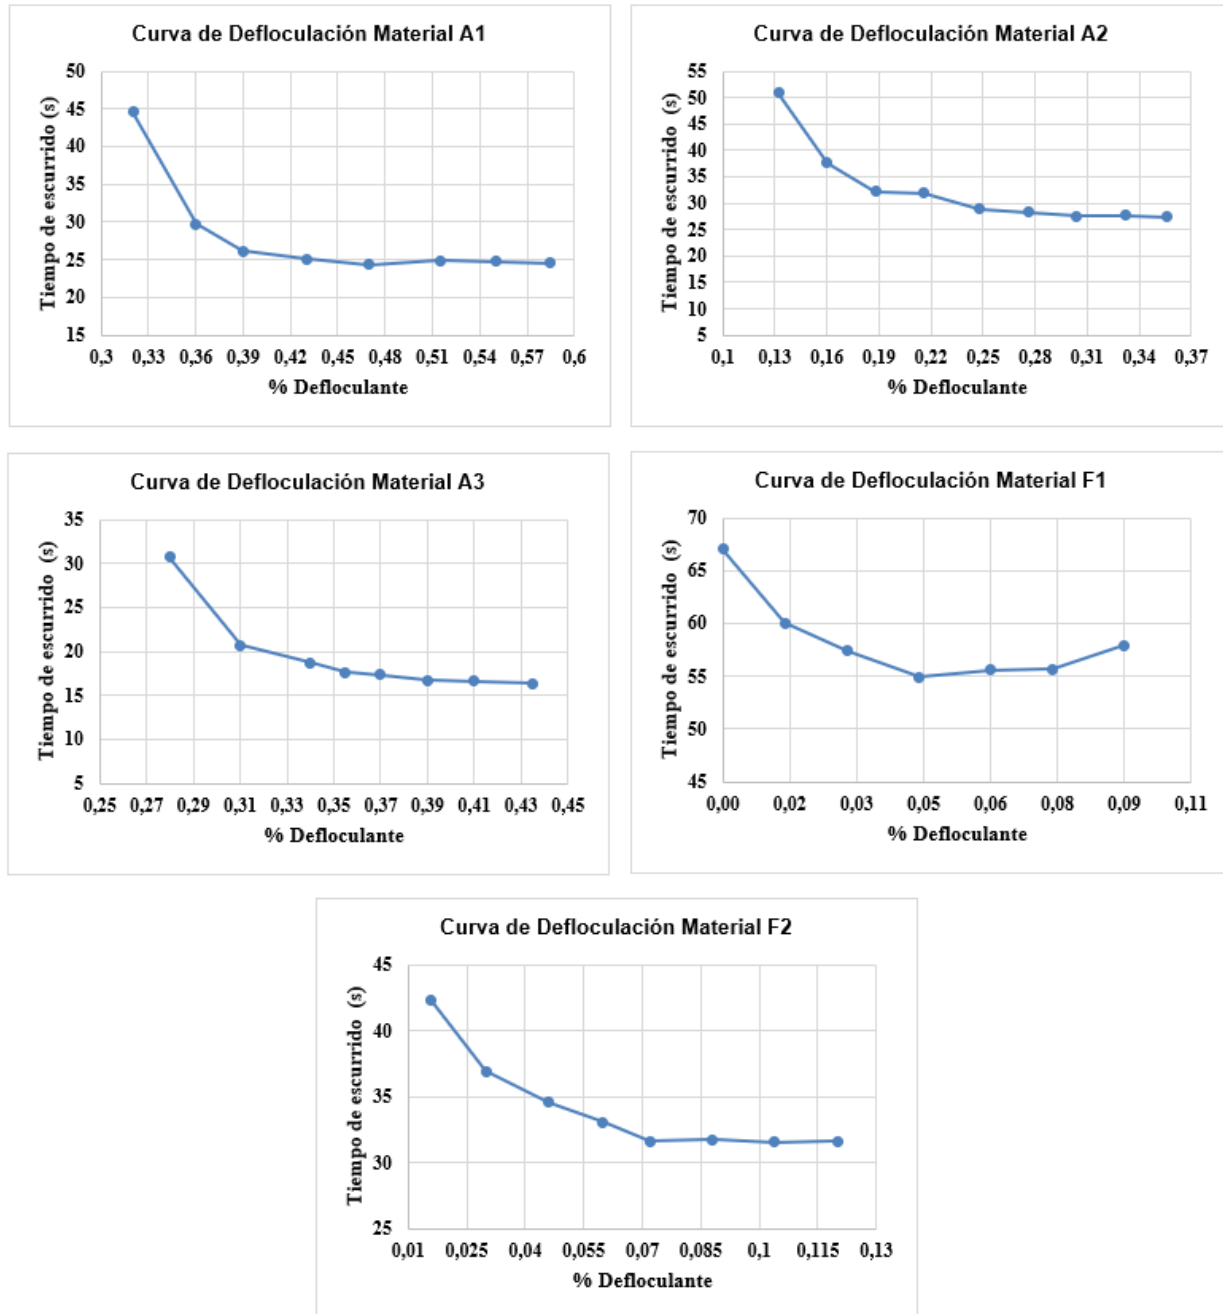 Curva de Defloculación Material A1
Tiempo de escurrido (s)
50
45
40
35
30
25
20
15
0,3 0,33 0,36 0,39 0,42 0,45 0,48 0,51 0,54 0,57 0,6
% Defloculante
Curva de Defloculación Material A2
Tiempo de escurrido (s)
55
50
45
40
35
30
25
20
15
10
5
0,1 0,13 0,16 0,19 0,22 0,25 0,28 0,31 0,34 0,37
% Defloculante
Curva de Defloculación Material A3
Tiempo de escurrido (s)
35
30
25
20
15
10
5
0,25 0,27 0,29 0,31 0,33 0,35 0,37 0,39 0,41 0,43 0,45
% Defloculante
Curva de Defloculación Material F1
Tiempo de escurrido (s)
70
65
60
55
50
45
0,00 0,02 0,03 0,05 0,06 0,08 0,09 0,11
% Defloculante
Curva de Defloculación Material F2
Tiempo de escurrido (s)
45
40
35
30
25
0,01 0,025 0,04 0,055 0,07 0,085 0,1 0,115 0,13
% Defloculante